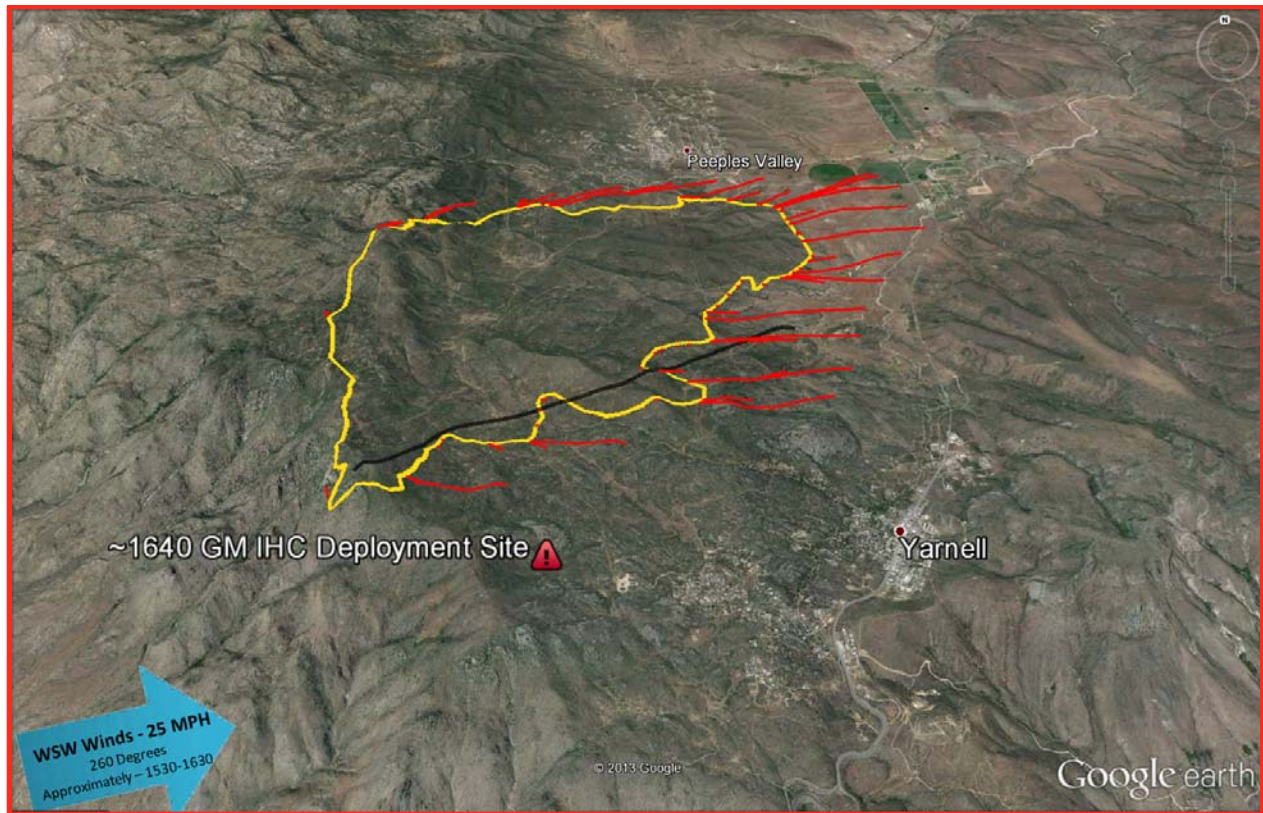 N
Peeples Valley
~1640 GM IHC Deployment Site
Yarnell
WSW Winds - 25 MPH
260 Degrees
Approximately – 1530-1630
© 2013 Google
Google earth